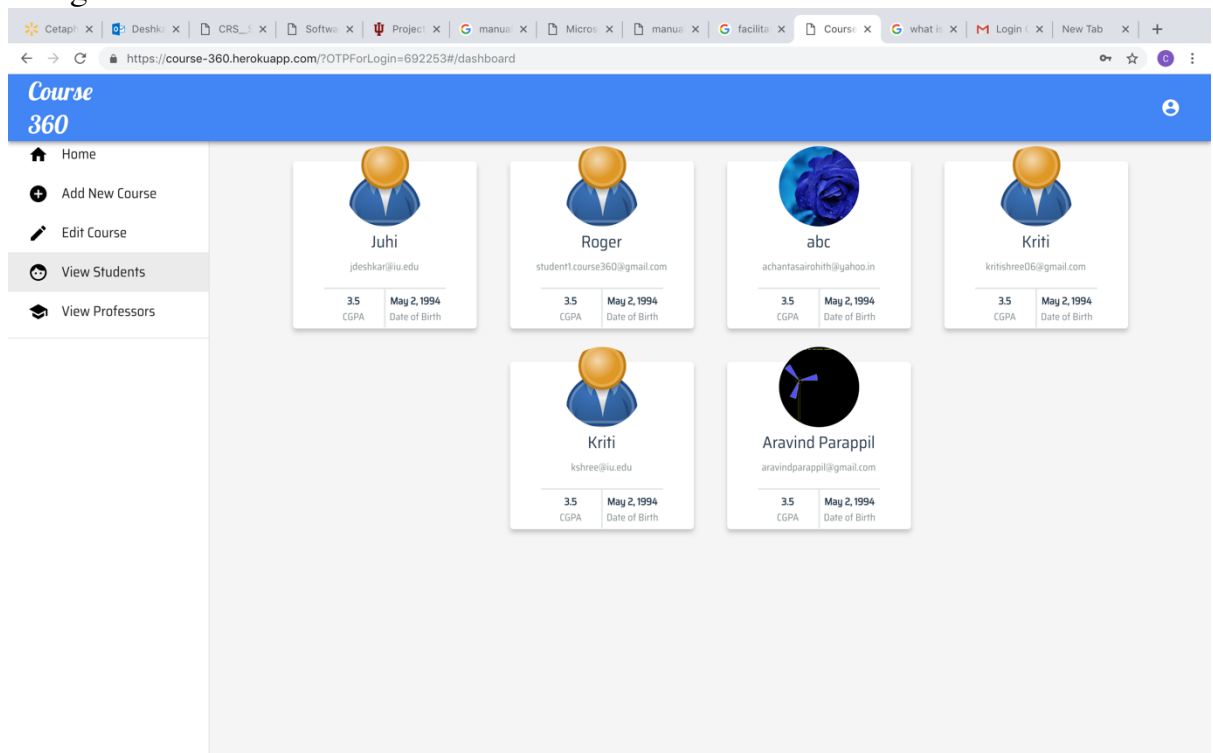 Cetaph
Deshka
CRS_S
Softwa
Project
manual
Micros
manua
facilita
Course
what is
Login C
New Tab
https://course-360.herokuapp.com/?OTPForLogin=692253#/dashboard
C
Course
360
Home
Add New Course
Edit Course
View Students
View Professors
Juhi
jdeshkar@iu.edu
3.5 May 2, 1994
CGPA Date of Birth
Roger
student1.course360@gmail.com
3.5 May 2, 1994
CGPA Date of Birth
abc
achantasairohith@yahoo.in
3.5 May 2, 1994
CGPA Date of Birth
Kriti
kritishree06@gmail.com
3.5 May 2, 1994
CGPA Date of Birth
Kriti
kshree@iu.edu
3.5 May 2, 1994
CGPA Date of Birth
Aravind Parappil
aravindparappil@gmail.com
3.5 May 2, 1994
CGPA Date of Birth